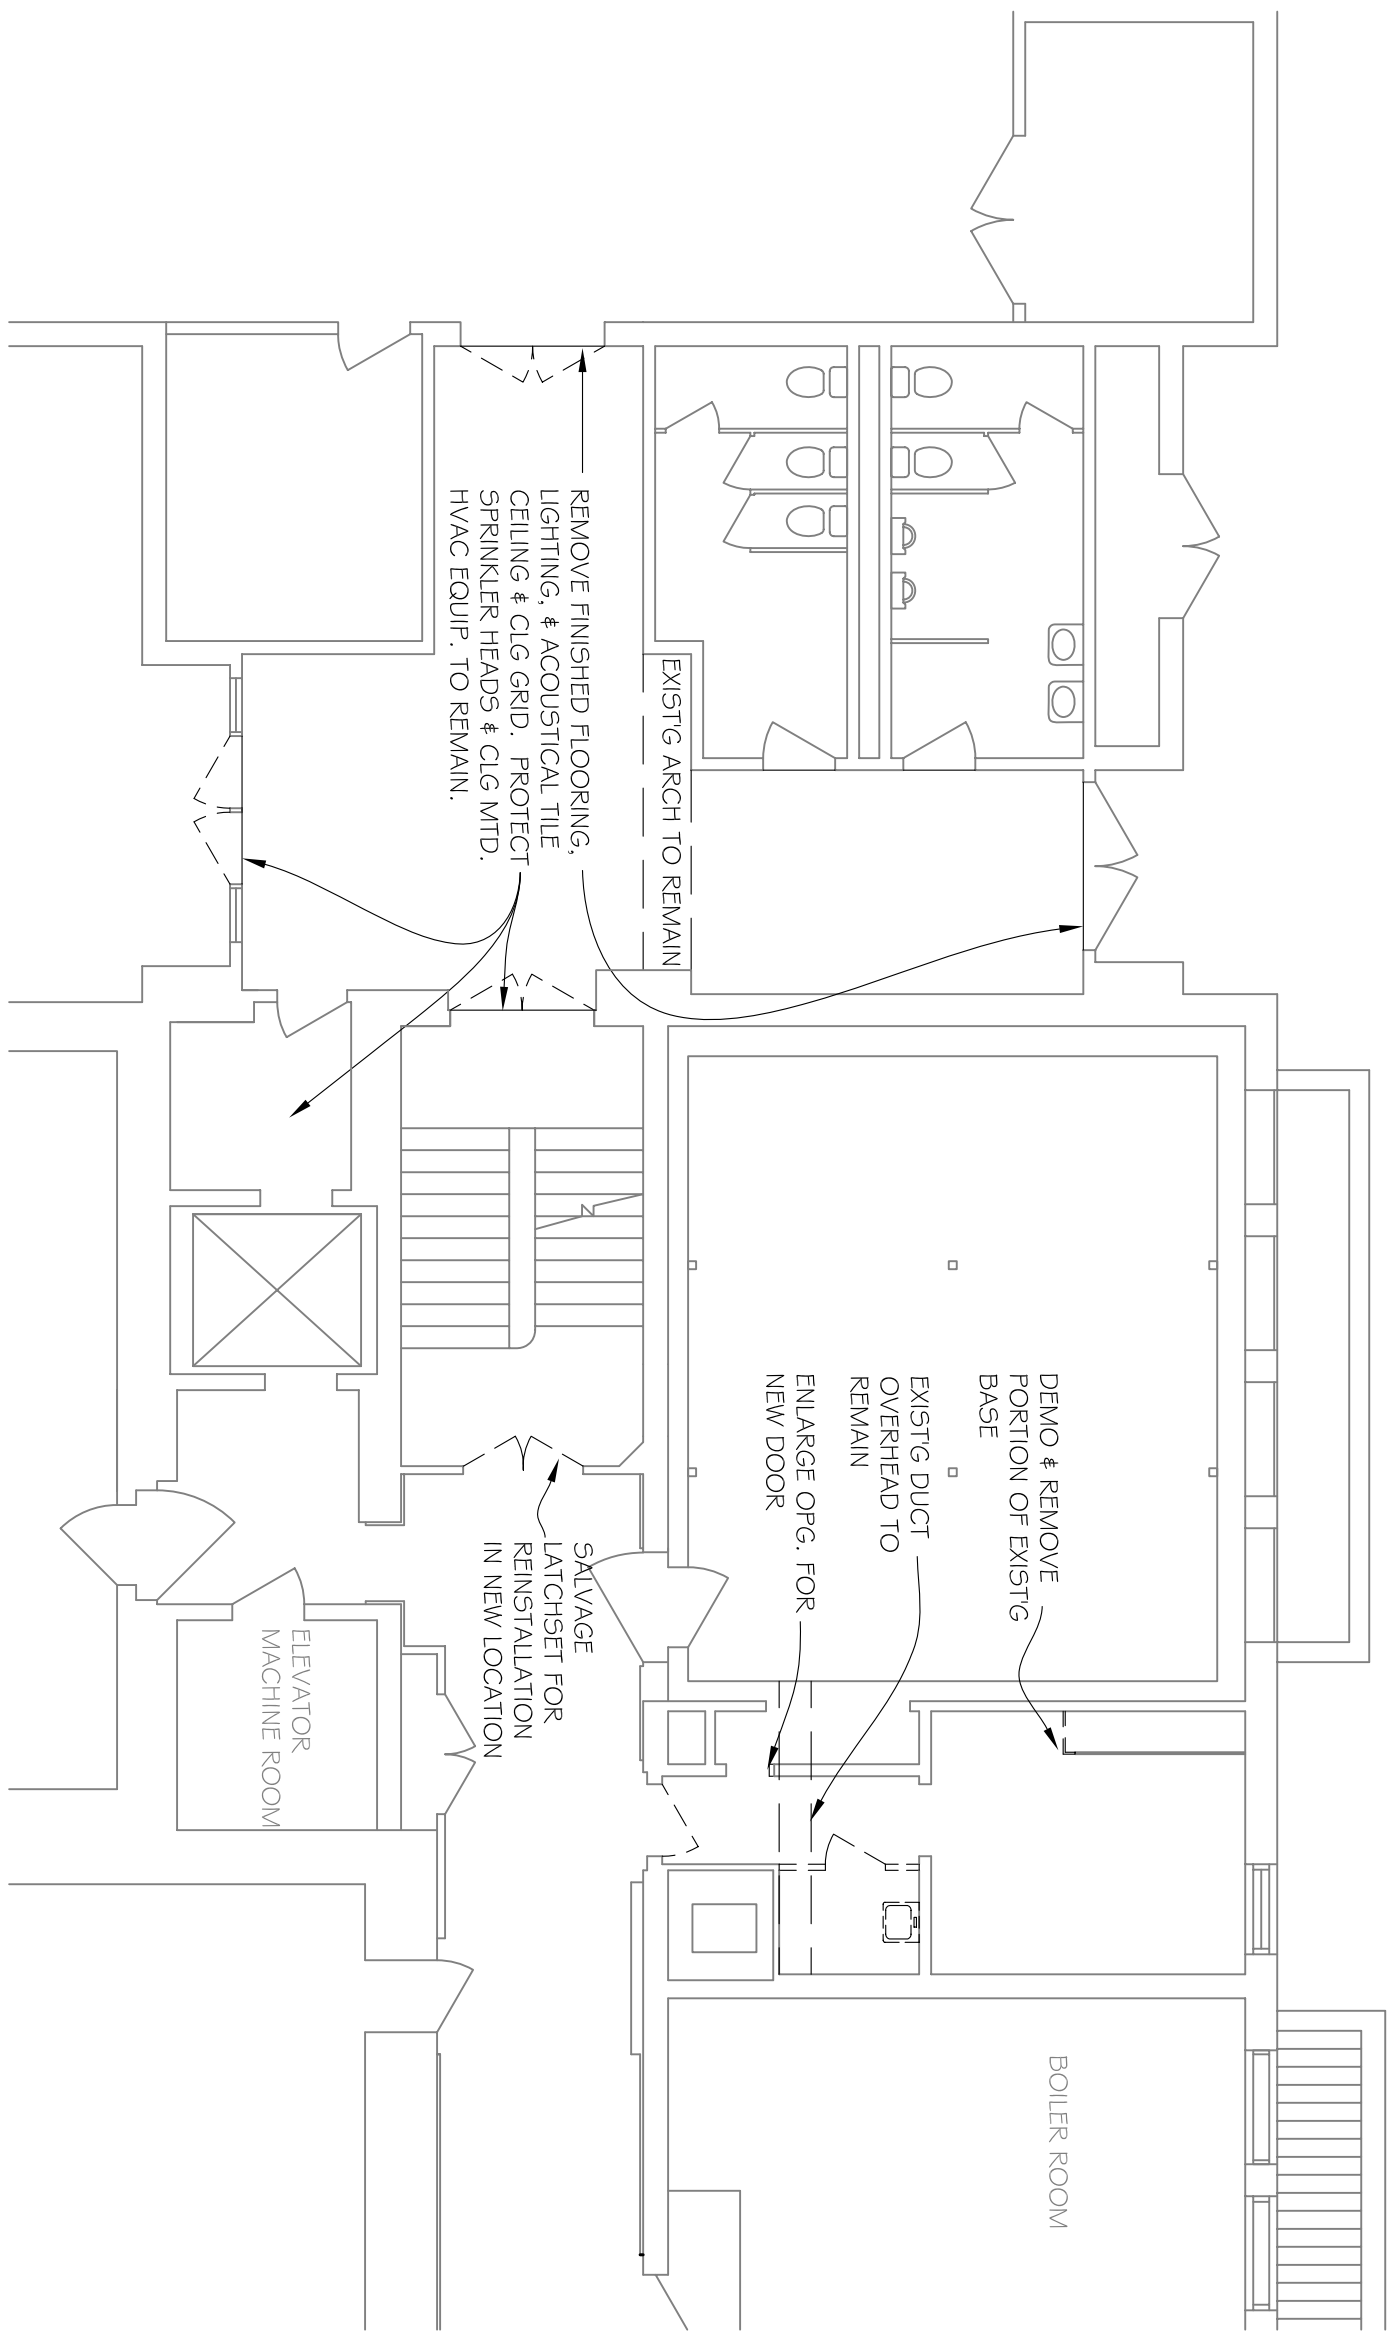 REMOVE FINISHED FLOORING,
LIGHTING, & ACOUSTICAL TILE
CEILING & CLG GRID. PROTECT
SPRINKLER HEADS & CLG MTD.
HVAC EQUIP. TO REMAIN.
EXIST'G ARCH TO REMAIN
DEMO & REMOVE
PORTION OF EXIST'G
BASE
EXIST'G DUCT
OVERHEAD TO
REMAIN
ENLARGE OPG. FOR
NEW DOOR
SALVAGE
LATCHSET FOR
REINSTALLATION
IN NEW LOCATION
ELEVATOR
MACHINE ROOM
BOILER ROOM